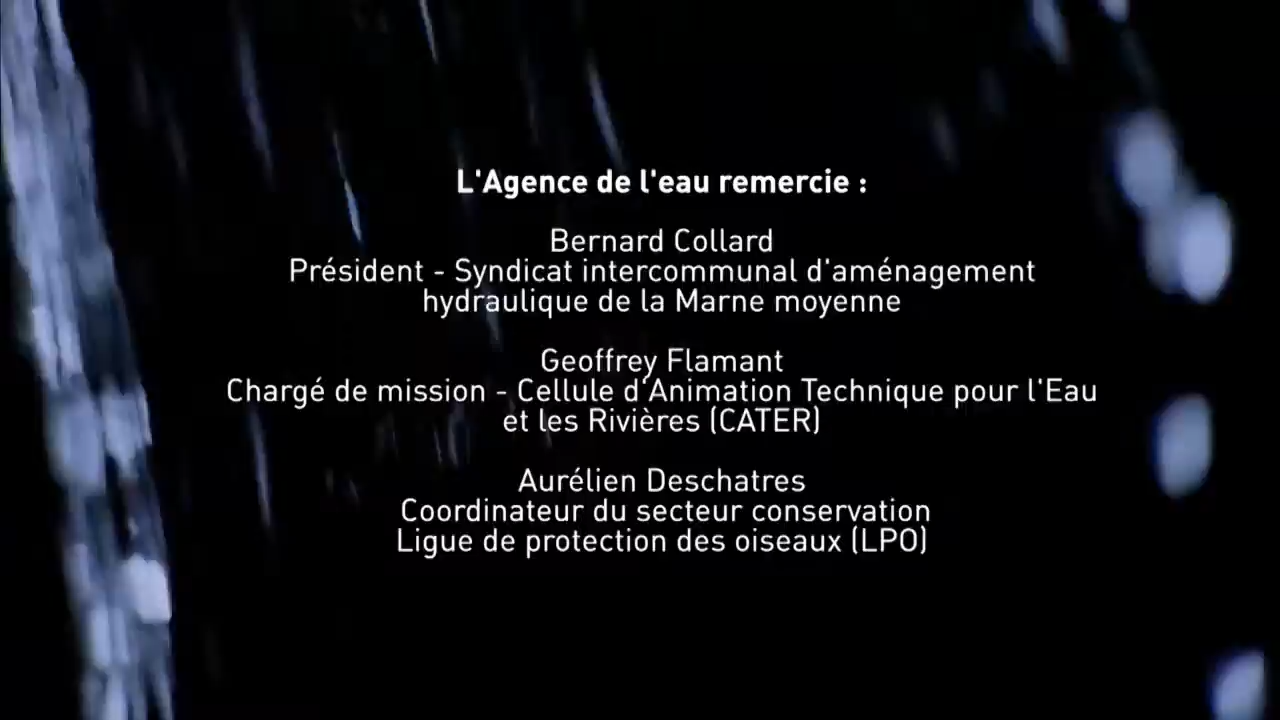 L'Agence de l'eau remercie :
Bernard Collard
Président - Syndicat intercommunal d'aménagement
hydraulique de la Marne moyenne
Geoffrey Flamant
Chargé de mission - Cellule d'Animation Technique pour l'Eau
et les Rivières (CATER)
Aurélien Deschatres
Coordinateur du secteur conservation
Ligue de protection des oiseaux (LPO)